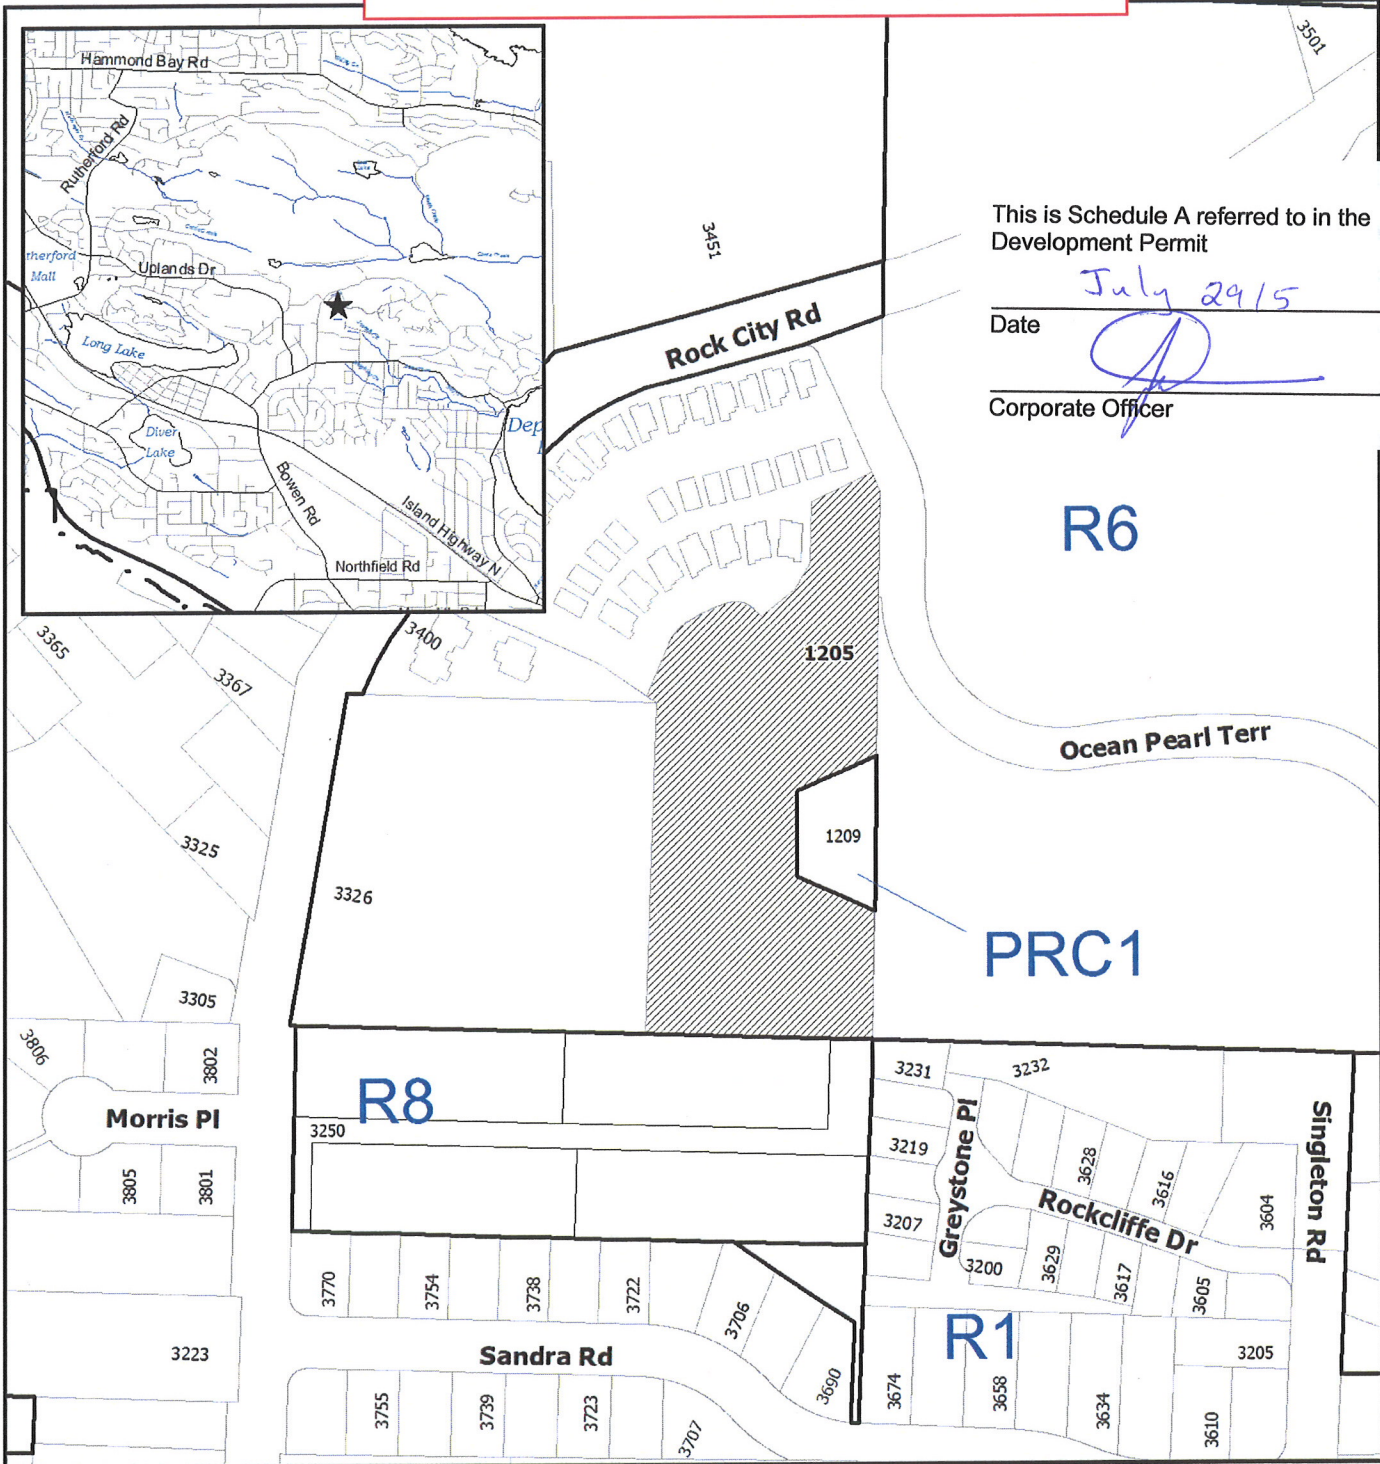 Hammond Bay Rd
Rutherford Rd
Uplands Dr
Mall
Long Lake
Diver
Lake
Bowen Rd
Island Highway N
Northfield Rd
3501
3451
Rock City Rd
This is Schedule A referred to in the
Development Permit
July 29/5
Date
Corporate Officer
R6
3365
3367
3400
1205
Ocean Pearl Terr
3325
3326
1209
PRC1
3305
3806
3802
Morris Pl
3805
3801
R8
3250
3231
3232
3219
3207
Greystone Pl
3200
3628
3616
3604
Rockcliffe Dr
3629
3617
3605
Singleton Rd
3770
3754
3738
3722
3706
3690
R1
3223
Sandra Rd
3205
3755
3739
3723
3707
3674
3658
3634
3610